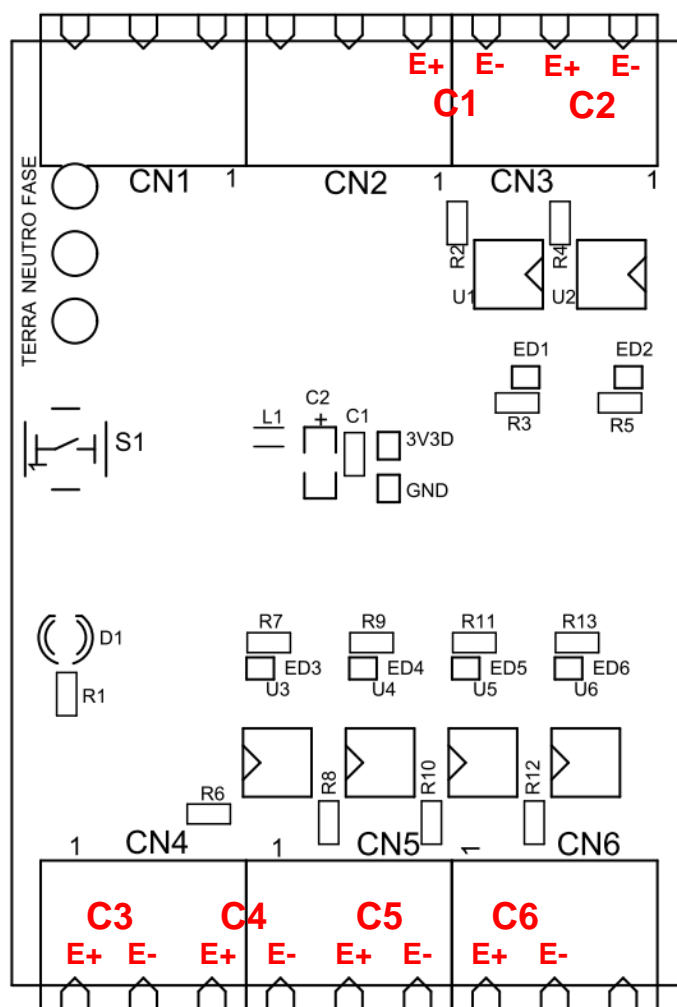 E+ E- E+ E-
C1 C2
CN1 1 CN2 1 CN3 1
TERRA NEUTRO FASE
R2 R4
U1 U2
ED1 ED2
R3 R5
C2
+
L1 C1
3V3D
S1
1
GND
R7 R9 R11 R13
D1
ED3 ED4 ED5 ED6
U3 U4 U5 U6
R1
R6 R8 R10 R12
1 CN4 1 CN5 1 CN6
C3 C4 C5 C6
E+ E- E+ E- E+ E- E+ E-